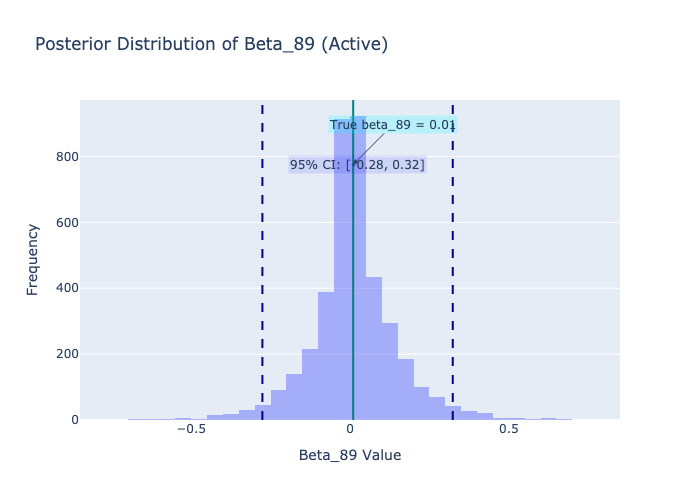 Posterior Distribution of Beta_89 (Active)
True beta_89 = 0.01
95% CI: [-0.28, 0.32]
800
600
400
200
0
Frequency
−0.5
0
0.5
Beta_89 Value